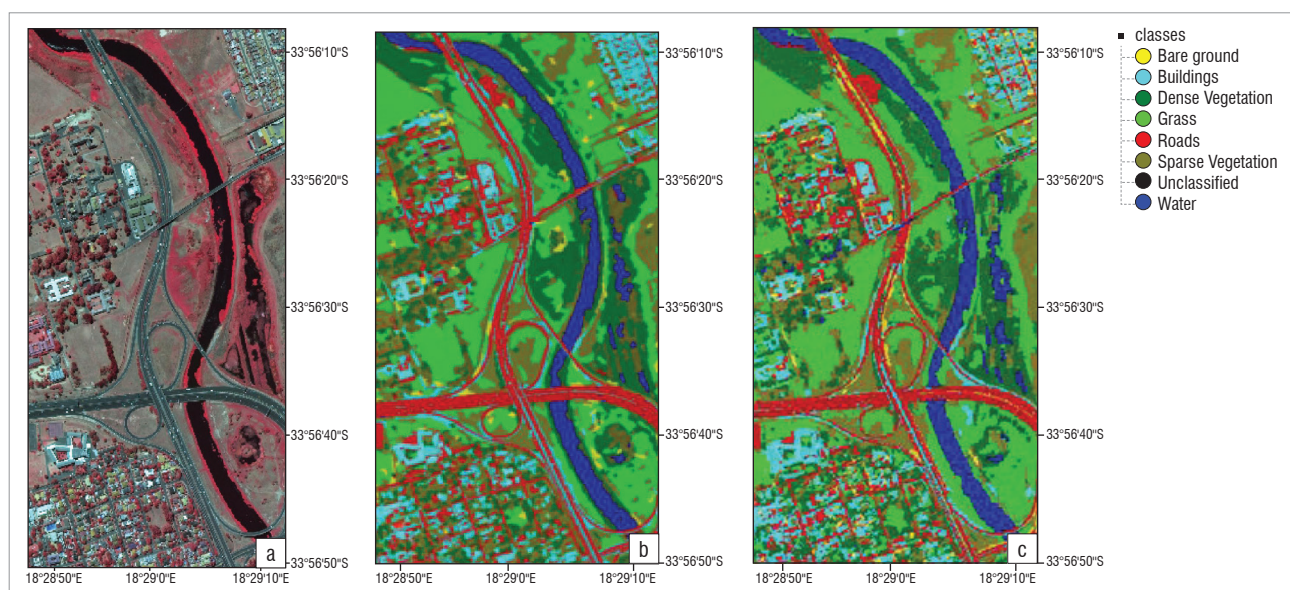 33°56'10"S
33°56'20"S
33°56'30"S
33°56'40"S
33°56'50"S
a
18°28'50"E
18°29'0"E
18°29'10"E
b
33°56'10"S
33°56'20"S
33°56'30"S
33°56'40"S
33°56'50"S
18°28'50"E
18°29'0"E
18°29'10"E
c
33°56'10"S
33°56'20"S
33°56'30"S
33°56'40"S
33°56'50"S
18°28'50"E
18°29'0"E
18°29'10"E
classes
Bare ground
Buildings
Dense Vegetation
Grass
Roads
Sparse Vegetation
Unclassified
Water